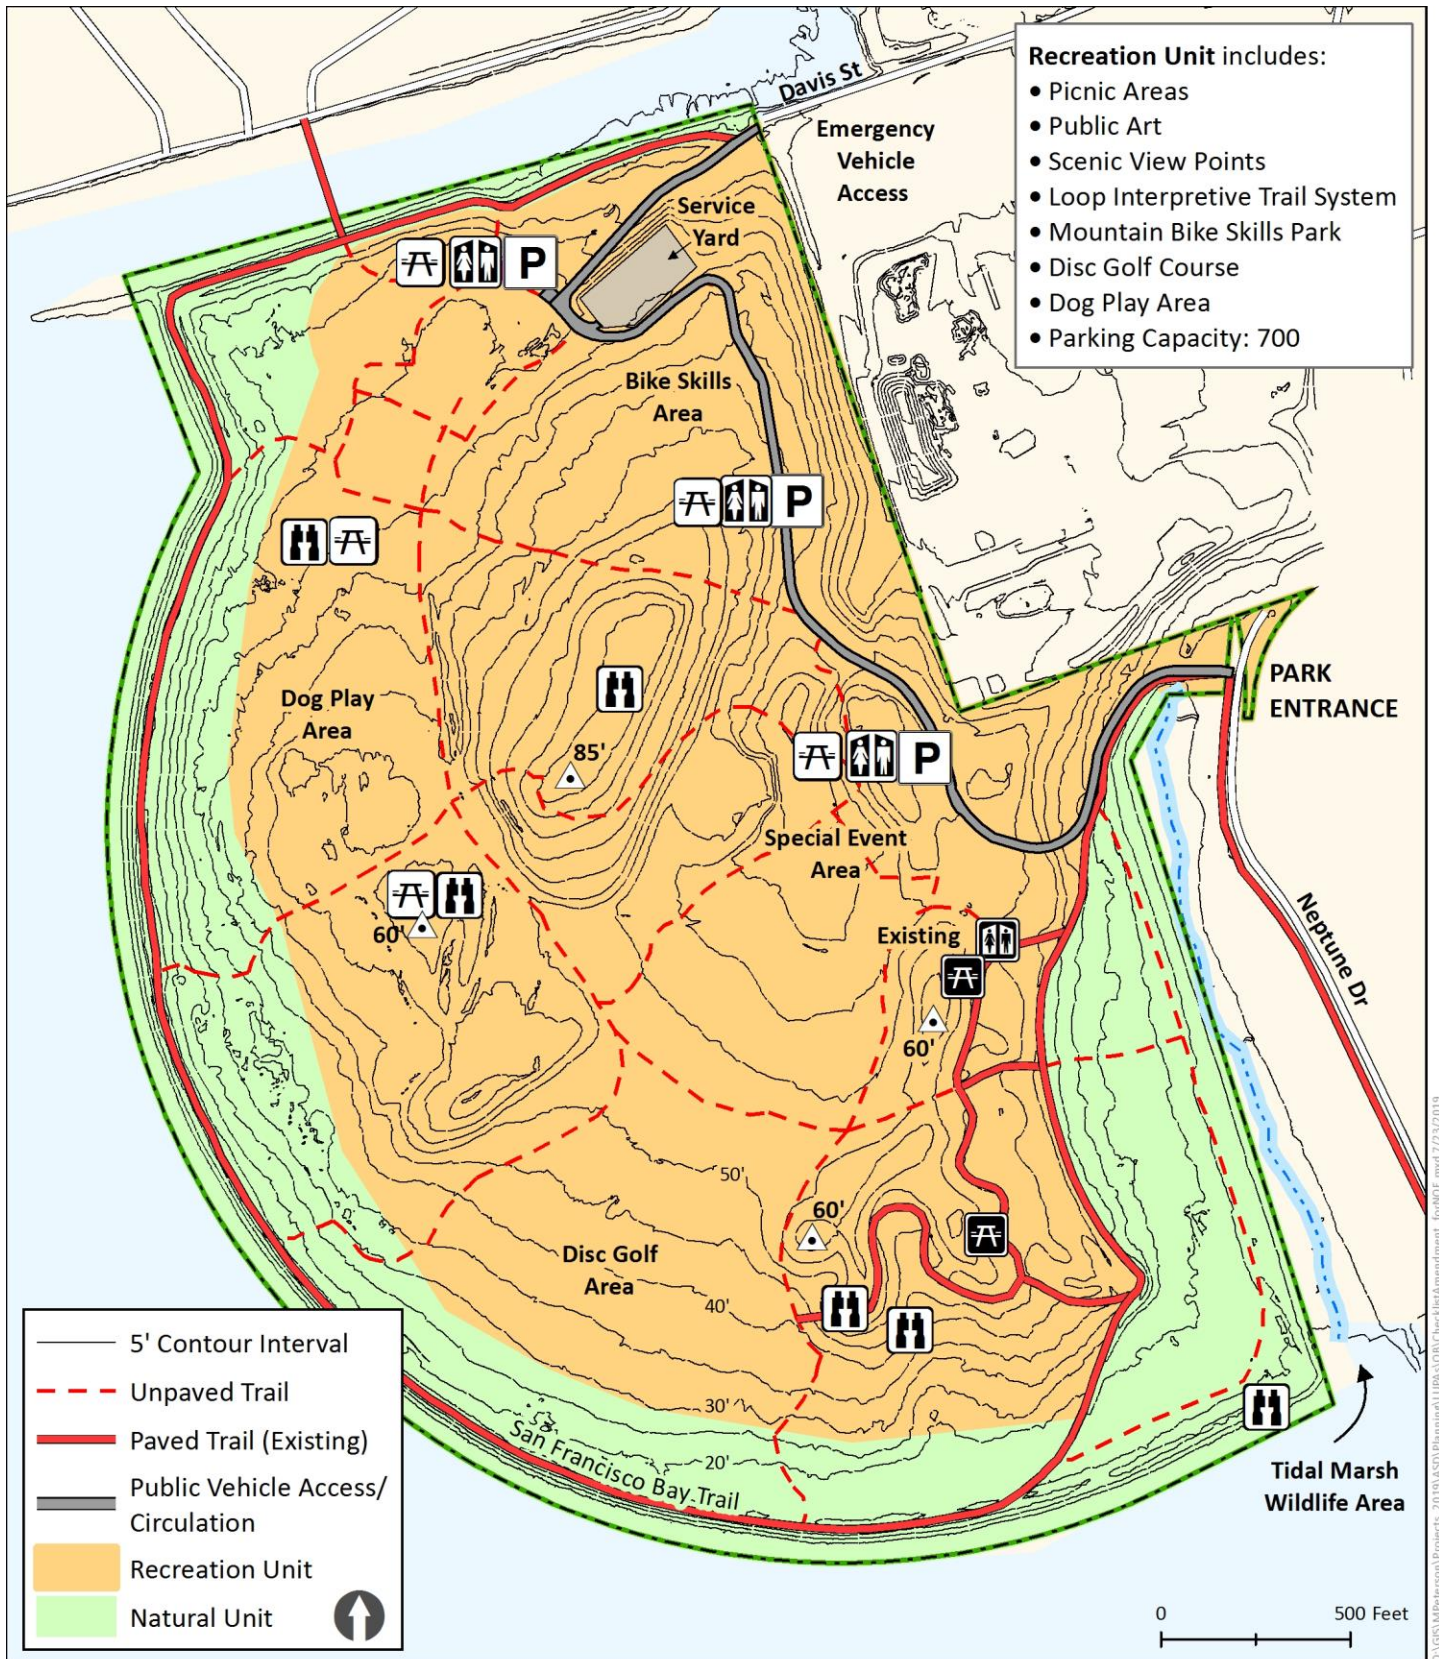 Davis St
Recreation Unit includes:
• Picnic Areas
• Public Art
• Scenic View Points
• Loop Interpretive Trail System
• Mountain Bike Skills Park
• Disc Golf Course
• Dog Play Area
• Parking Capacity: 700
Emergency
Vehicle
Access
Service
Yard
P
Bike Skills
Area
P
PARK
ENTRANCE
Dog Play
Area
85'
P
Special Event
Area
60'
Existing
Neptune Dr
60'
50'
60'
Disc Golf
Area
40'
30'
20'
San Francisco Bay Trail
Tidal Marsh
Wildlife Area
5' Contour Interval
Unpaved Trail
Paved Trail (Existing)
Public Vehicle Access/
Circulation
Recreation Unit
Natural Unit
0 500 Feet